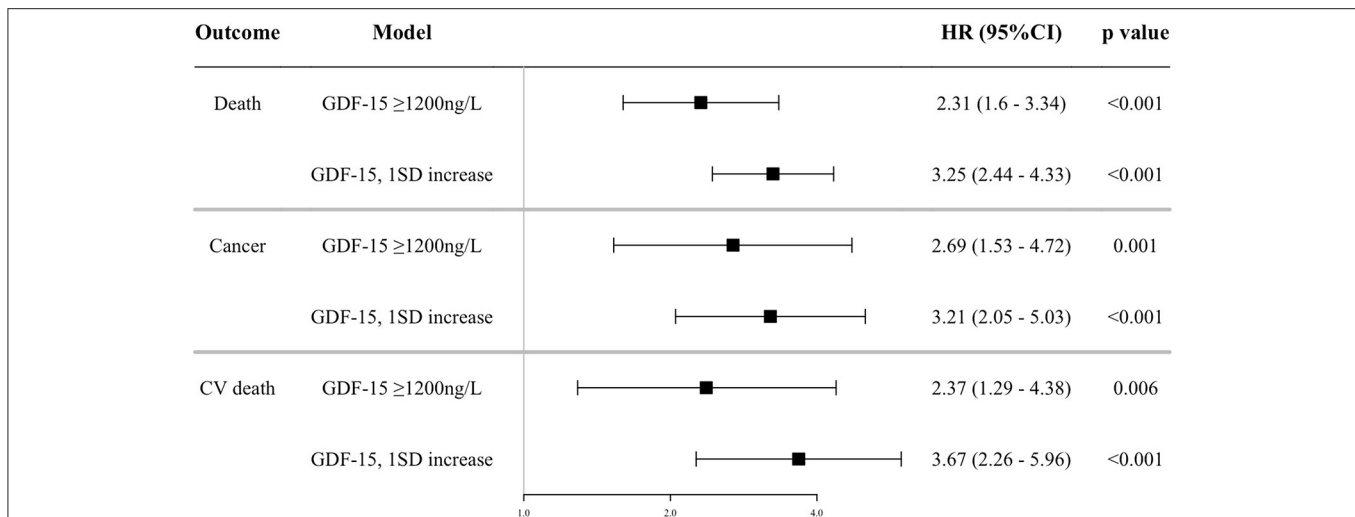 Outcome Model HR (95%CI) p value
Death GDF-15 ≥1200ng/L 2.31 (1.6 - 3.34) <0.001
GDF-15, 1SD increase 3.25 (2.44 - 4.33) <0.001
Cancer GDF-15 ≥1200ng/L 2.69 (1.53 - 4.72) 0.001
GDF-15, 1SD increase 3.21 (2.05 - 5.03) <0.001
CV death GDF-15 ≥1200ng/L 2.37 (1.29 - 4.38) 0.006
GDF-15, 1SD increase 3.67 (2.26 - 5.96) <0.001
1.0 2.0 4.0